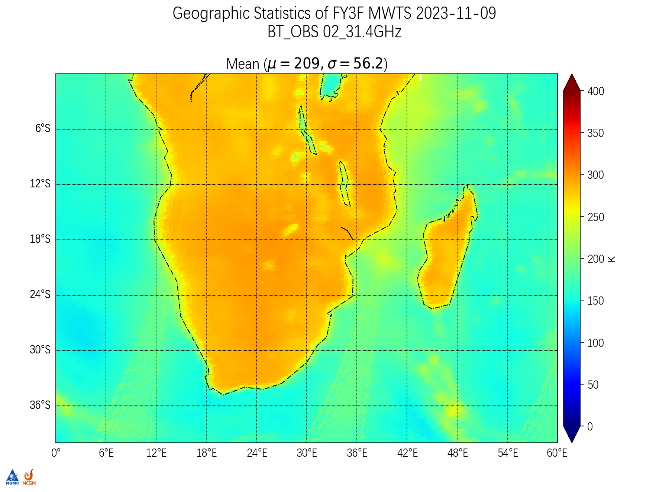 Geographic Statistics of FY3F MWTS 2023-11-09
BT_OBS 02_31.4GHz
Mean (μ = 209, σ = 56.2)
6°S
12°S
18°S
24°S
30°S
36°S
0°
6°E
12°E
18°E
24°E
30°E
36°E
42°E
48°E
54°E
60°E
400
350
300
250
200
150
100
50
0
K
NSMC
NCSM